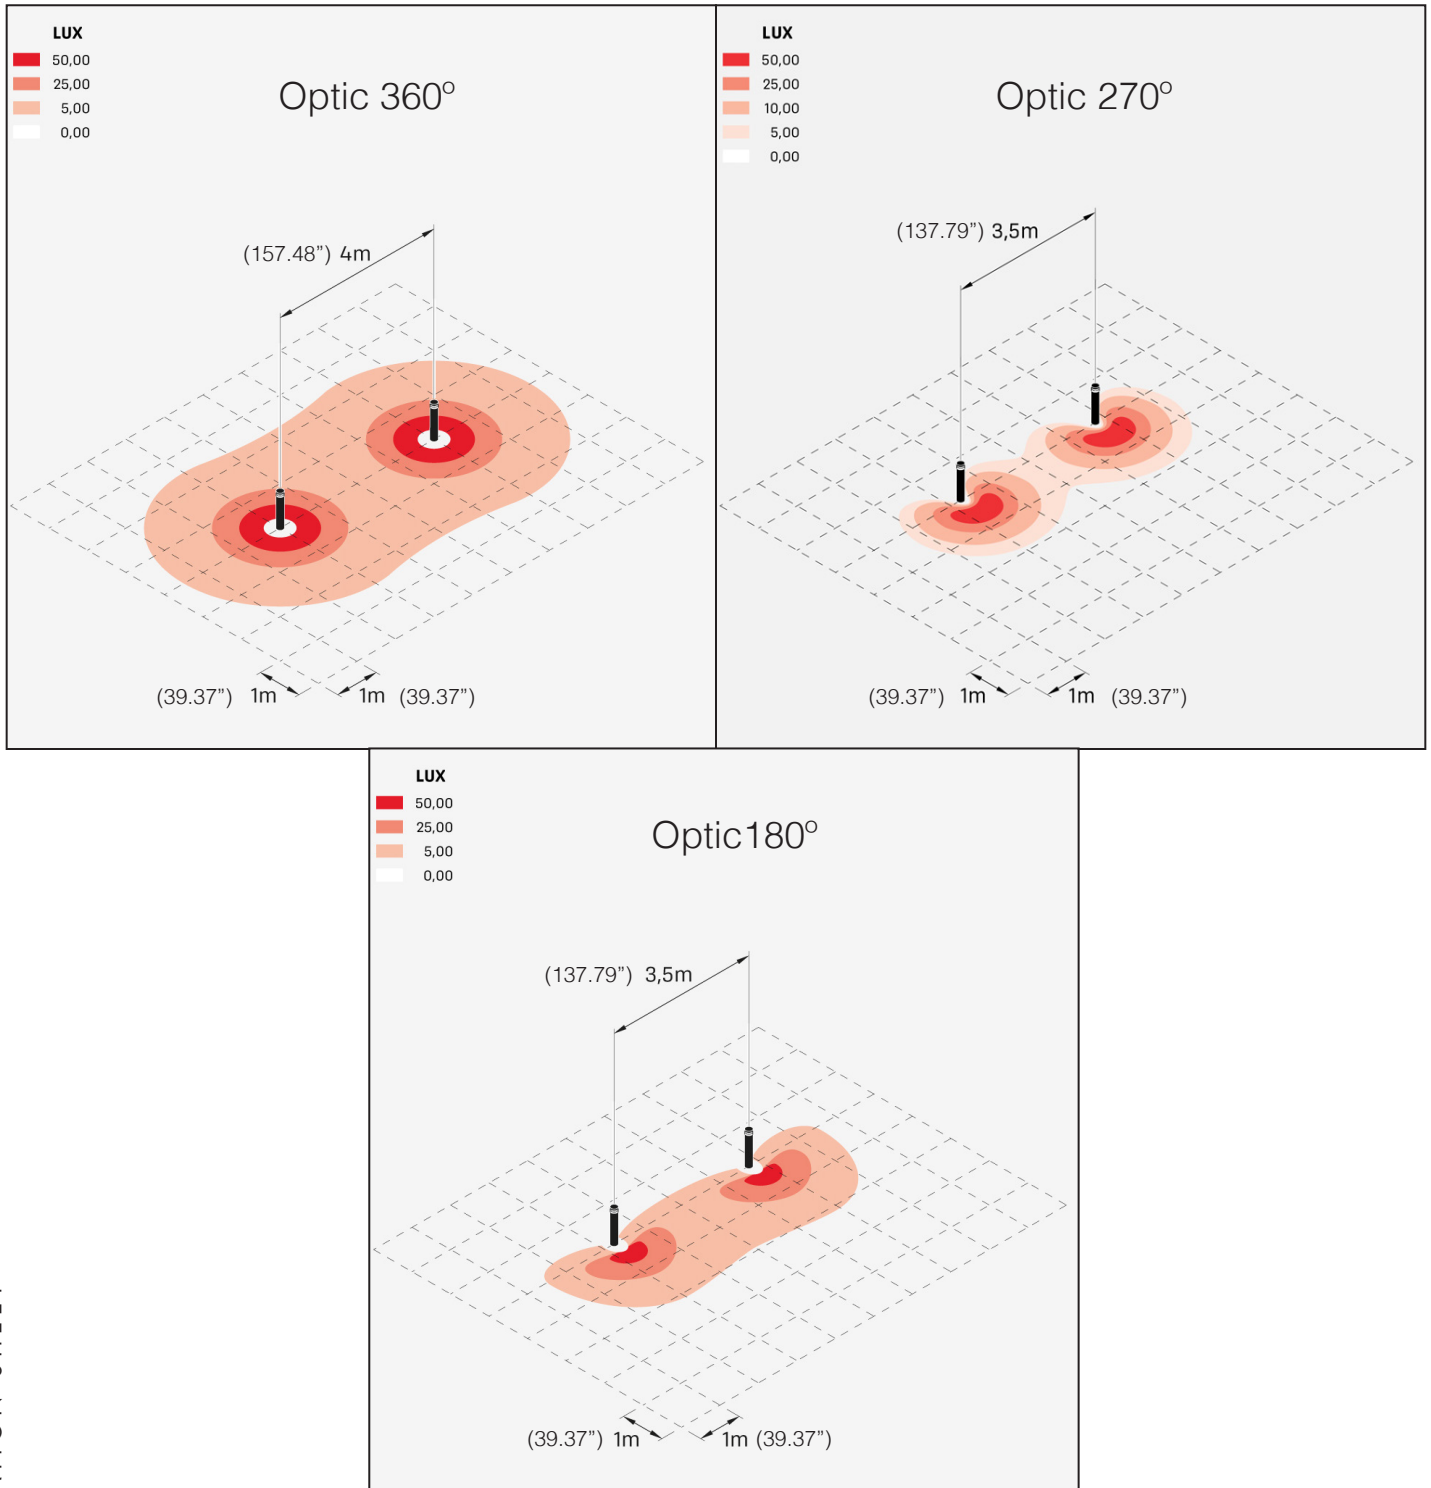 LUX
50,00
25,00
5,00
0,00
Optic 360º
(157.48”) 4m
(39.37”) 1m
1m (39.37”)
LUX
50,00
25,00
10,00
5,00
0,00
Optic 270º
(137.79”) 3,5m
(39.37”) 1m
1m (39.37”)
LUX
50,00
25,00
5,00
0,00
Optic180º
(137.79”) 3,5m
(39.37”) 1m
1m (39.37”)